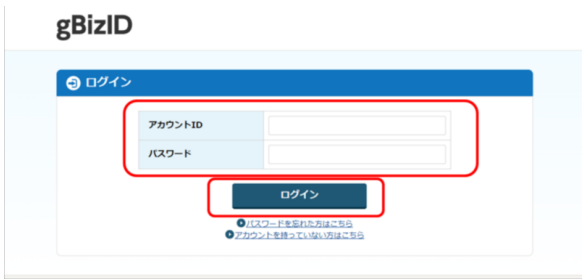 gBizID
ログイン
アカウントID
パスワード
ログイン
パスワードを忘れた方はこちら
アカウントを持っていない方はこちら